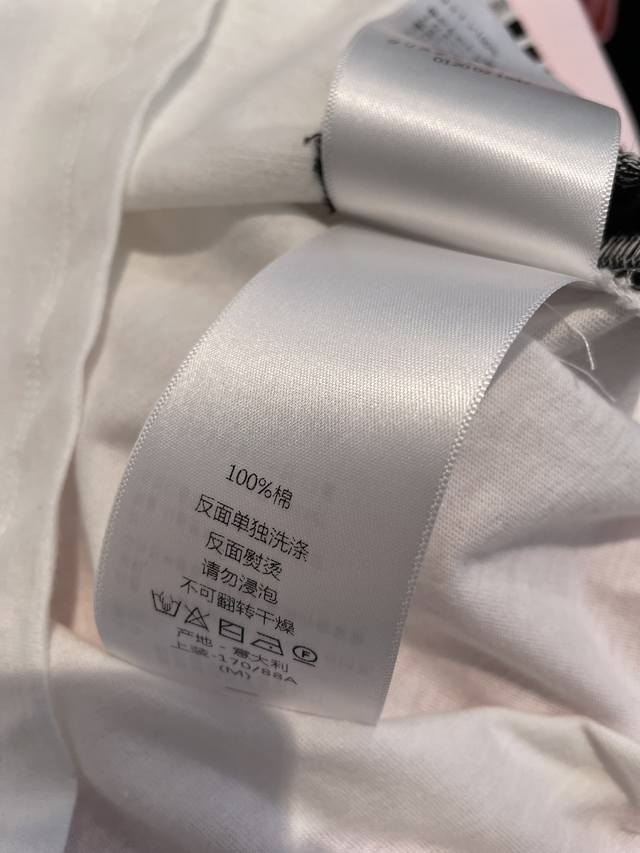 100%棉
反面单独洗涤
反面熨烫
请勿浸泡
不可翻转干燥
产地-意大利
上装-170/88A
(M)